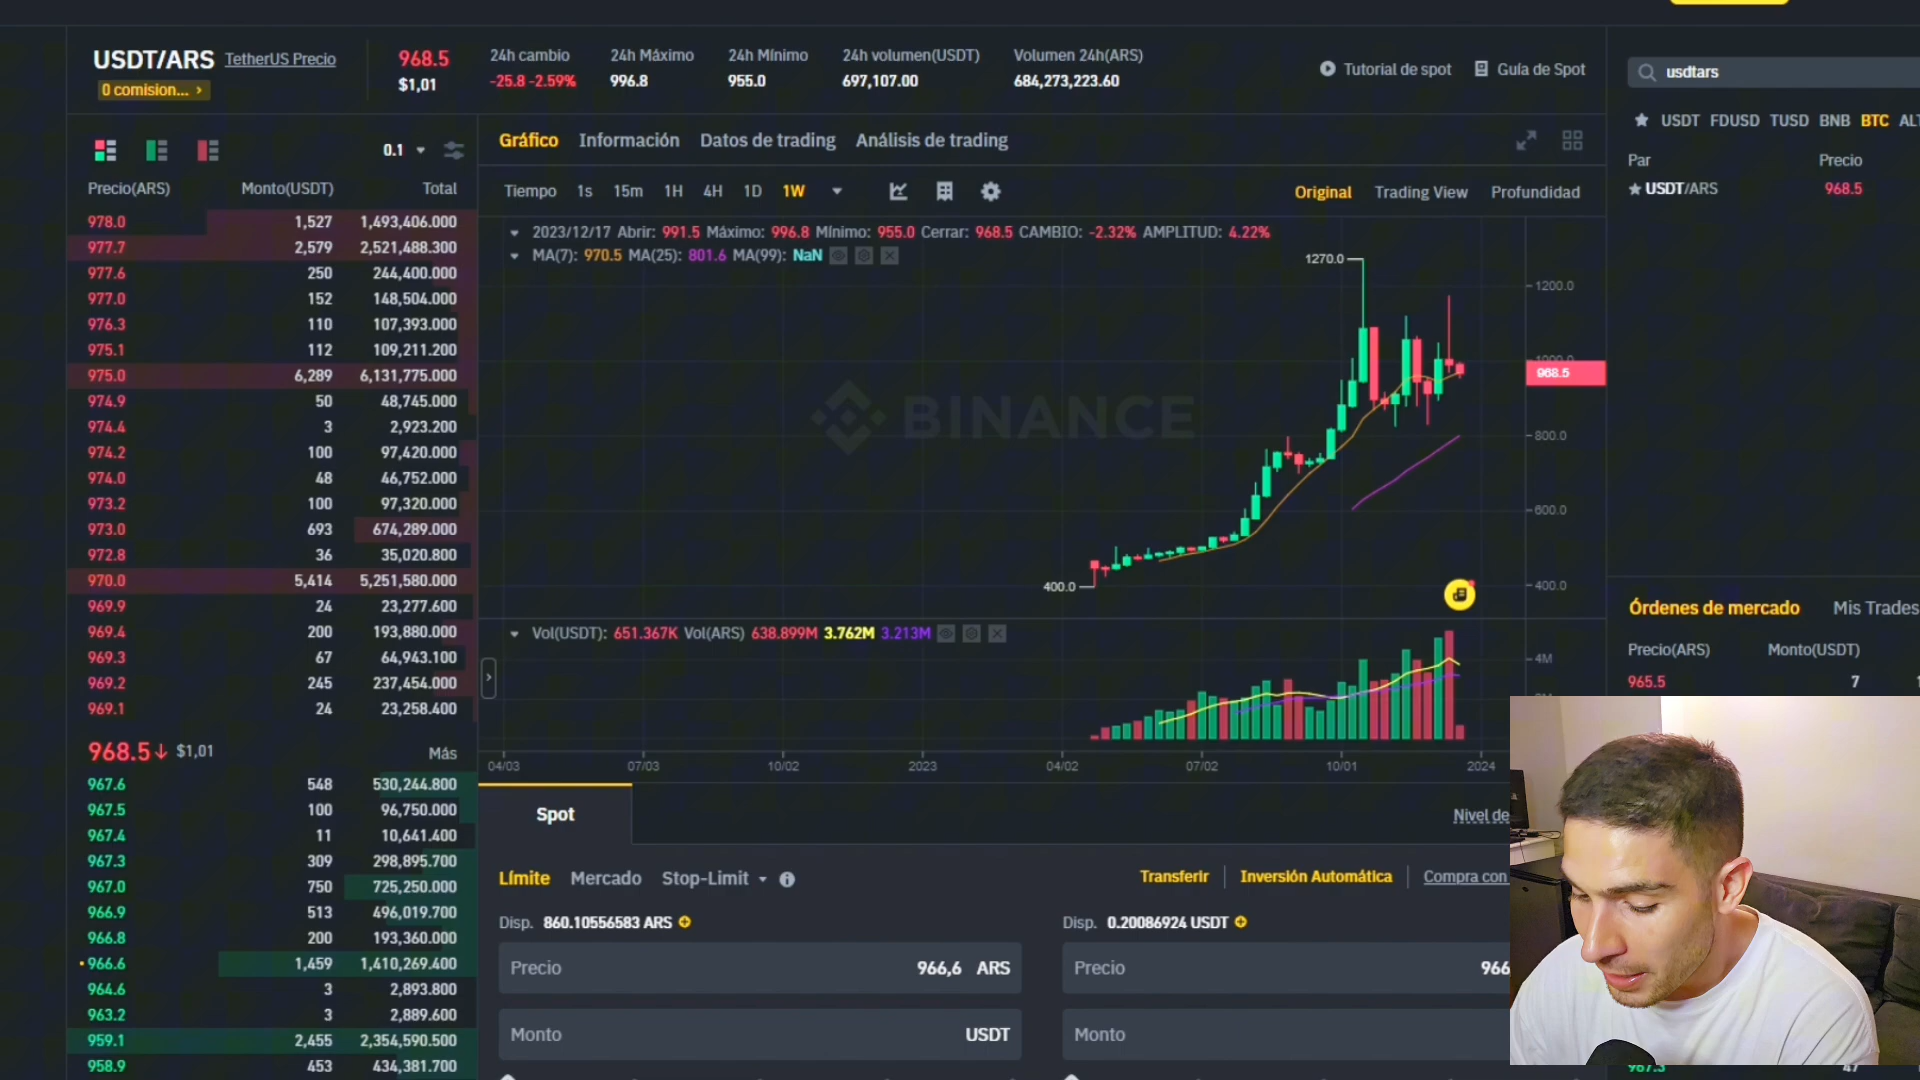 USDT/ARS TetherUS Precio
0 comision... ›
968.5
$1,01
24h cambio
-25.8 -2.59%
24h Máximo
996.8
24h Mínimo
955.0
24h volumen(USDT)
697,107.00
Volumen 24h(ARS)
684,273,223.60
Tutorial de spot
Guía de Spot
0.1
Precio(ARS) Monto(USDT) Total
978.0 1,527 1,493,406.000
977.7 2,579 2,521,488.300
977.6 250 244,400.000
977.0 152 148,504.000
976.3 110 107,393.000
975.1 112 109,211.200
975.0 6,289 6,131,775.000
974.9 50 48,745.000
974.4 3 2,923.200
974.2 100 97,420.000
974.0 48 46,752.000
973.2 100 97,320.000
973.0 693 674,289.000
972.8 36 35,020.800
970.0 5,414 5,251,580.000
969.9 24 23,277.600
969.4 200 193,880.000
969.3 67 64,943.100
969.2 245 237,454.000
969.1 24 23,258.400
968.5↓ $1,01 Más
967.6 548 530,244.800
967.5 100 96,750.000
967.4 11 10,641.400
967.3 309 298,895.700
967.0 750 725,250.000
966.9 513 496,019.700
966.8 200 193,360.000
966.6 1,459 1,410,269.400
964.6 3 2,893.800
963.2 3 2,889.600
959.1 2,455 2,354,590.500
958.9 453 434,381.700
Gráfico Información Datos de trading Análisis de trading
Tiempo 1s 15m 1H 4H 1D 1W
Original Trading View Profundidad
2023/12/17 Abrir: 991.5 Máximo: 996.8 Mínimo: 955.0 Cerrar: 968.5 CAMBIO: -2.32% AMPLITUD: 4.22%
MA(7): 970.5 MA(25): 801.6 MA(99): NaN
1270.0
400.0
BINANCE
1200.0
1000.0
968.5
800.0
600.0
400.0
Vol(USDT): 651.367K Vol(ARS) 638.899M 3.762M 3.213M
4M
04/03 07/03 10/02 2023 04/02 07/02 10/01 2024
Spot
Nivel de
Límite Mercado Stop-Limit
Transferir Inversión Automática Compra con
Disp. 860.10556583 ARS
Precio 966,6 ARS
Monto USDT
Disp. 0.20086924 USDT
Precio 966
Monto
usdtars
USDT FDUSD TUSD BNB BTC ALT
Par Precio
USDT/ARS 968.5
Órdenes de mercado Mis Trades
Precio(ARS) Monto(USDT)
965.5 7